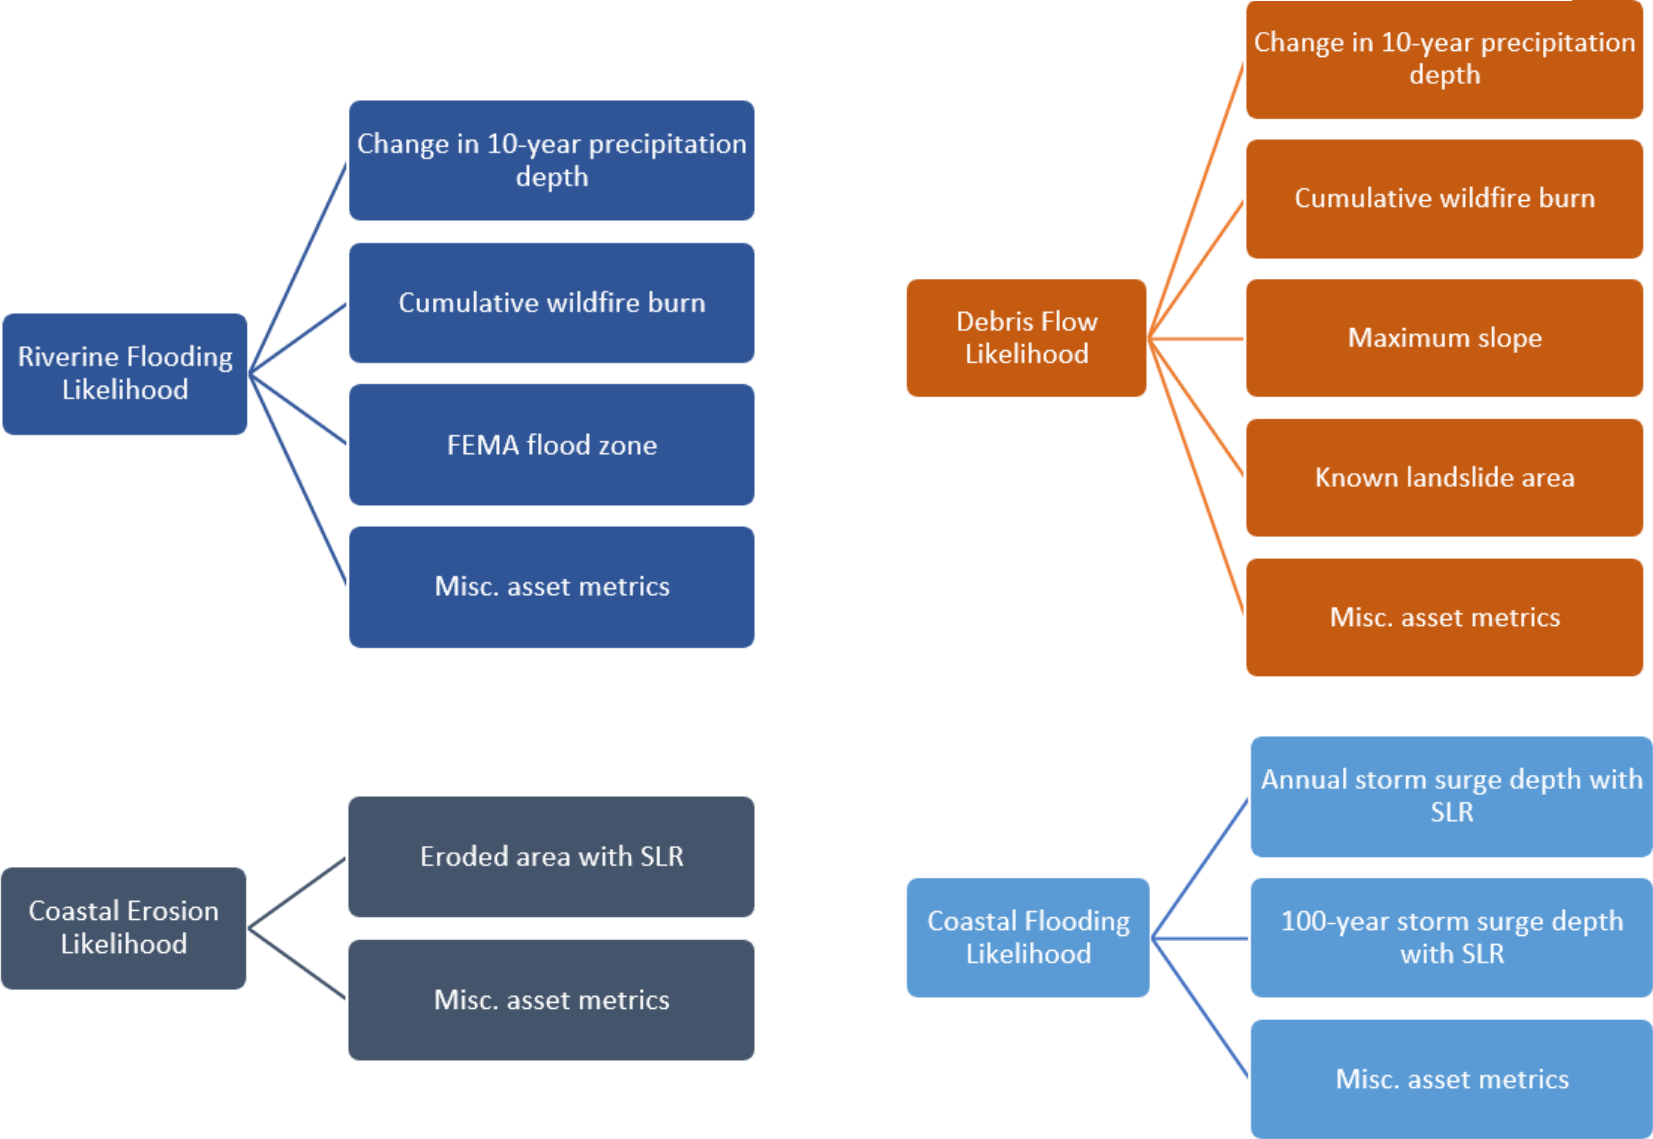 Riverine Flooding
Likelihood
Change in 10-year precipitation
depth
Cumulative wildfire burn
FEMA flood zone
Misc. asset metrics
Debris Flow
Likelihood
Change in 10-year precipitation
depth
Cumulative wildfire burn
Maximum slope
Known landslide area
Misc. asset metrics
Coastal Erosion
Likelihood
Eroded area with SLR
Misc. asset metrics
Coastal Flooding
Likelihood
Annual storm surge depth with
SLR
100-year storm surge depth
with SLR
Misc. asset metrics